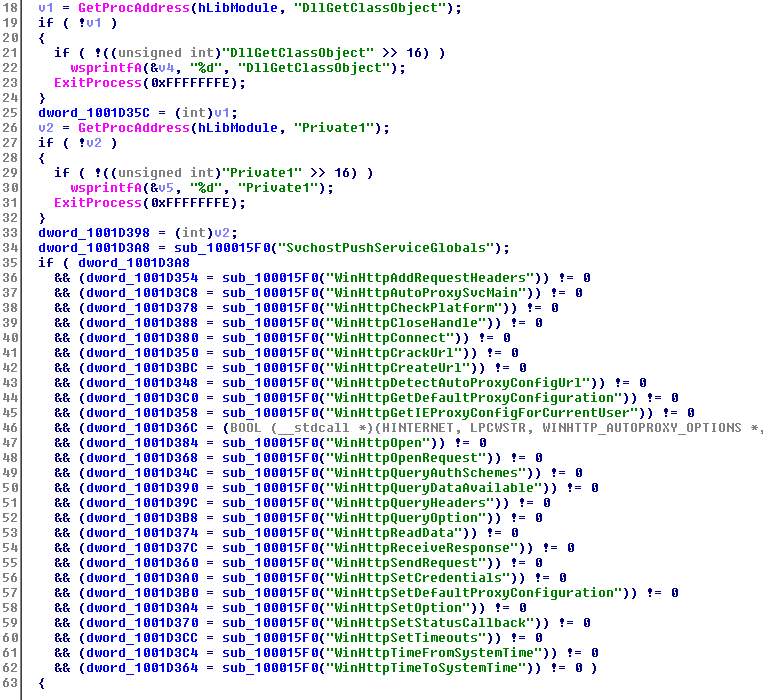 18 v1 = GetProcAddress(hLibModule, "DllGetClassObject");
19 if ( !v1 )
20 {
21 if ( !((unsigned int)"DllGetClassObject" >> 16) )
22 wsprintfA(&v4, "%d", "DllGetClassObject");
23 ExitProcess(0xFFFFFFFE);
24 }
25 dword_1001D35C = (int)v1;
26 v2 = GetProcAddress(hLibModule, "Private1");
27 if ( !v2 )
28 {
29 if ( !((unsigned int)"Private1" >> 16) )
30 wsprintfA(&v5, "%d", "Private1");
31 ExitProcess(0xFFFFFFFE);
32 }
33 dword_1001D398 = (int)v2;
34 dword_1001D3A8 = sub_100015F0("SvchostPushServiceGlobals");
35 if ( dword_1001D3A8
36 && (dword_1001D354 = sub_100015F0("WinHttpAddRequestHeaders")) != 0
37 && (dword_1001D3C8 = sub_100015F0("WinHttpAutoProxySvcMain")) != 0
38 && (dword_1001D378 = sub_100015F0("WinHttpCheckPlatform")) != 0
39 && (dword_1001D388 = sub_100015F0("WinHttpCloseHandle")) != 0
40 && (dword_1001D380 = sub_100015F0("WinHttpConnect")) != 0
41 && (dword_1001D350 = sub_100015F0("WinHttpCrackUrl")) != 0
42 && (dword_1001D3BC = sub_100015F0("WinHttpCreateUrl")) != 0
43 && (dword_1001D348 = sub_100015F0("WinHttpDetectAutoProxyConfigUrl")) != 0
44 && (dword_1001D3C0 = sub_100015F0("WinHttpGetDefaultProxyConfiguration")) != 0
45 && (dword_1001D358 = sub_100015F0("WinHttpGetIEProxyConfigForCurrentUser")) != 0
46 && (dword_1001D36C = (BOOL (__stdcall *)(HINTERNET, LPCWSTR, WINHTTP_AUTOPROXY_OPTIONS *,
47 && (dword_1001D384 = sub_100015F0("WinHttpOpen")) != 0
48 && (dword_1001D368 = sub_100015F0("WinHttpOpenRequest")) != 0
49 && (dword_1001D34C = sub_100015F0("WinHttpQueryAuthSchemes")) != 0
50 && (dword_1001D390 = sub_100015F0("WinHttpQueryDataAvailable")) != 0
51 && (dword_1001D39C = sub_100015F0("WinHttpQueryHeaders")) != 0
52 && (dword_1001D3B8 = sub_100015F0("WinHttpQueryOption")) != 0
53 && (dword_1001D374 = sub_100015F0("WinHttpReadData")) != 0
54 && (dword_1001D37C = sub_100015F0("WinHttpReceiveResponse")) != 0
55 && (dword_1001D360 = sub_100015F0("WinHttpSendRequest")) != 0
56 && (dword_1001D3A0 = sub_100015F0("WinHttpSetCredentials")) != 0
57 && (dword_1001D3B0 = sub_100015F0("WinHttpSetDefaultProxyConfiguration")) != 0
58 && (dword_1001D3A4 = sub_100015F0("WinHttpSetOption")) != 0
59 && (dword_1001D370 = sub_100015F0("WinHttpSetStatusCallback")) != 0
60 && (dword_1001D3CC = sub_100015F0("WinHttpSetTimeouts")) != 0
61 && (dword_1001D3C4 = sub_100015F0("WinHttpTimeFromSystemTime")) != 0
62 && (dword_1001D364 = sub_100015F0("WinHttpTimeToSystemTime")) != 0 )
63 {